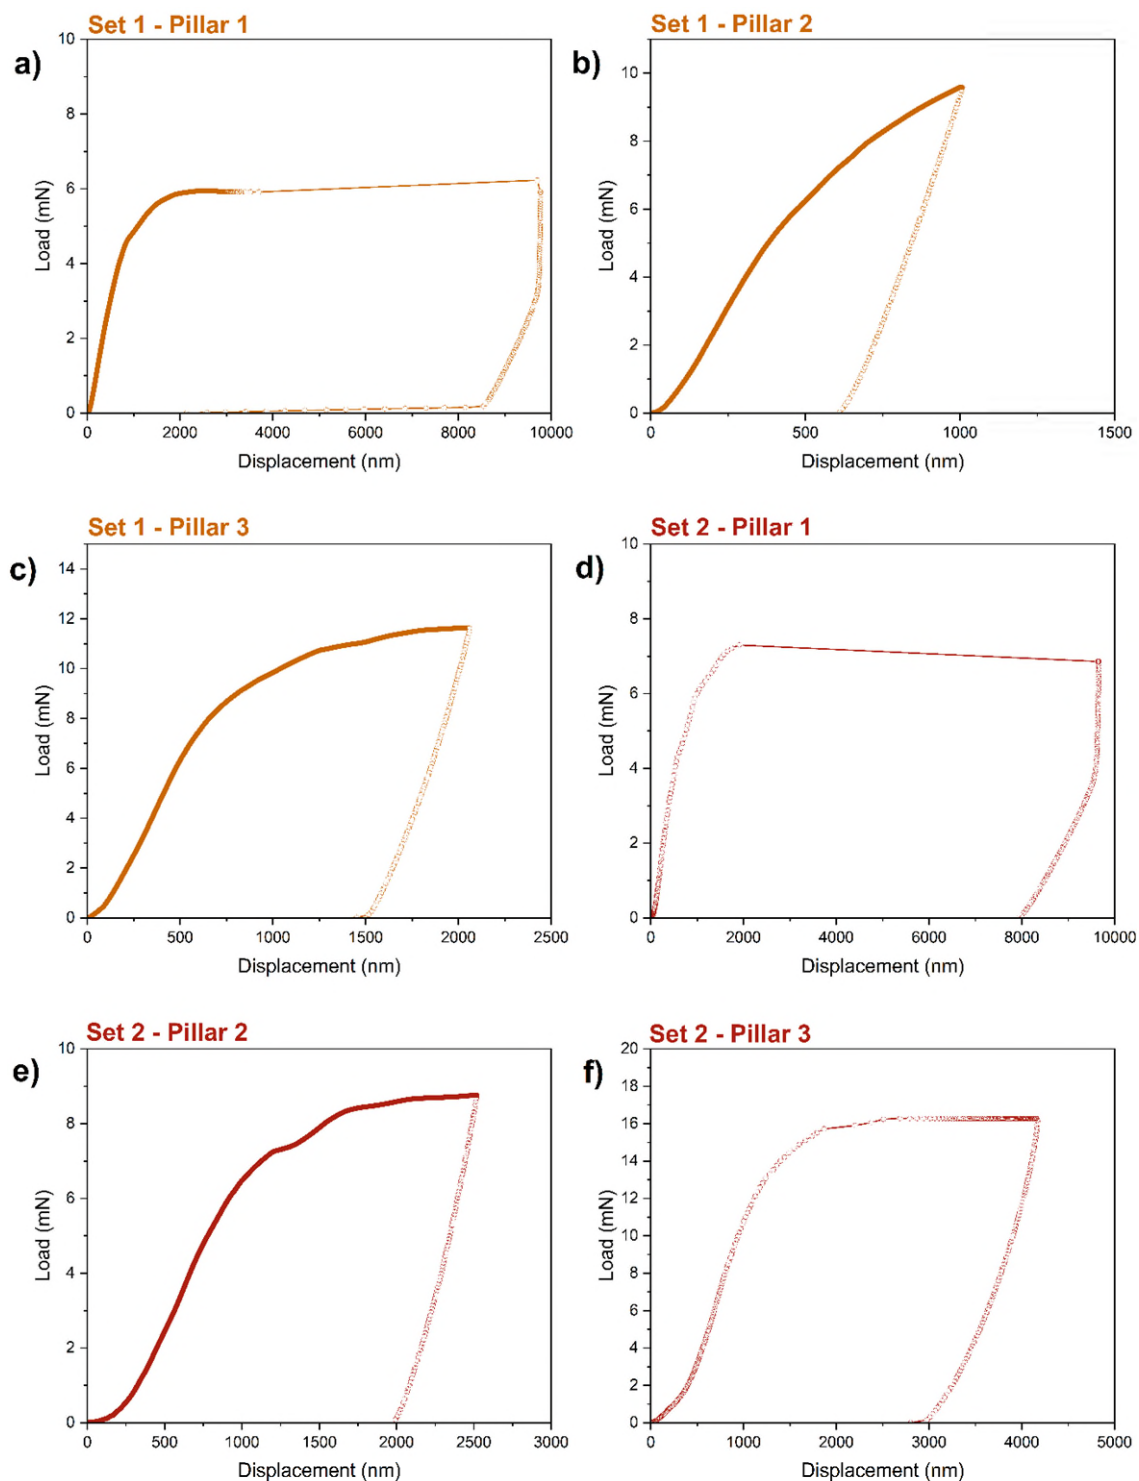 Set 1 - Pillar 1
a)
10
8
6
4
2
0
Load (mN)
0 2000 4000 6000 8000 10000
Displacement (nm)
Set 1 - Pillar 2
b)
10
8
6
4
2
0
Load (mN)
0 500 1000 1500
Displacement (nm)
Set 1 - Pillar 3
c)
14
12
10
8
6
4
2
0
Load (mN)
0 500 1000 1500 2000 2500
Displacement (nm)
Set 2 - Pillar 1
d)
10
8
6
4
2
0
Load (mN)
0 2000 4000 6000 8000 10000
Displacement (nm)
Set 2 - Pillar 2
e)
10
8
6
4
2
0
Load (mN)
0 500 1000 1500 2000 2500 3000
Displacement (nm)
Set 2 - Pillar 3
f)
20
18
16
14
12
10
8
6
4
2
0
Load (mN)
0 1000 2000 3000 4000 5000
Displacement (nm)